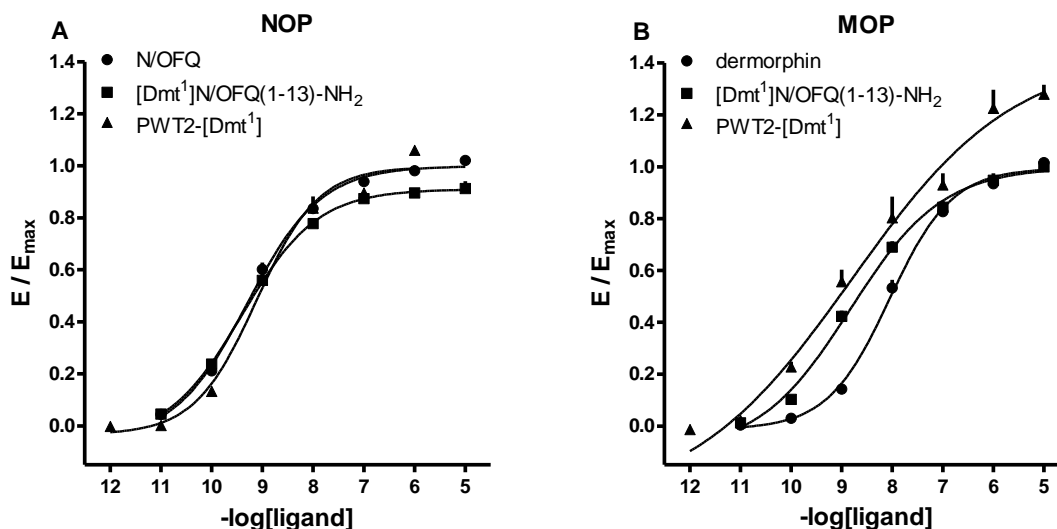 A
NOP
N/OFQ
[Dmt¹]N/OFQ(1-13)-NH₂
PWT2-[Dmt¹]
E / Eₘₐₓ
1.4
1.2
1.0
0.8
0.6
0.4
0.2
0.0
12 11 10 9 8 7 6 5
-log[ligand]
B
MOP
dermorphin
[Dmt¹]N/OFQ(1-13)-NH₂
PWT2-[Dmt¹]
E / Eₘₐₓ
1.4
1.2
1.0
0.8
0.6
0.4
0.2
0.0
12 11 10 9 8 7 6 5
-log[ligand]